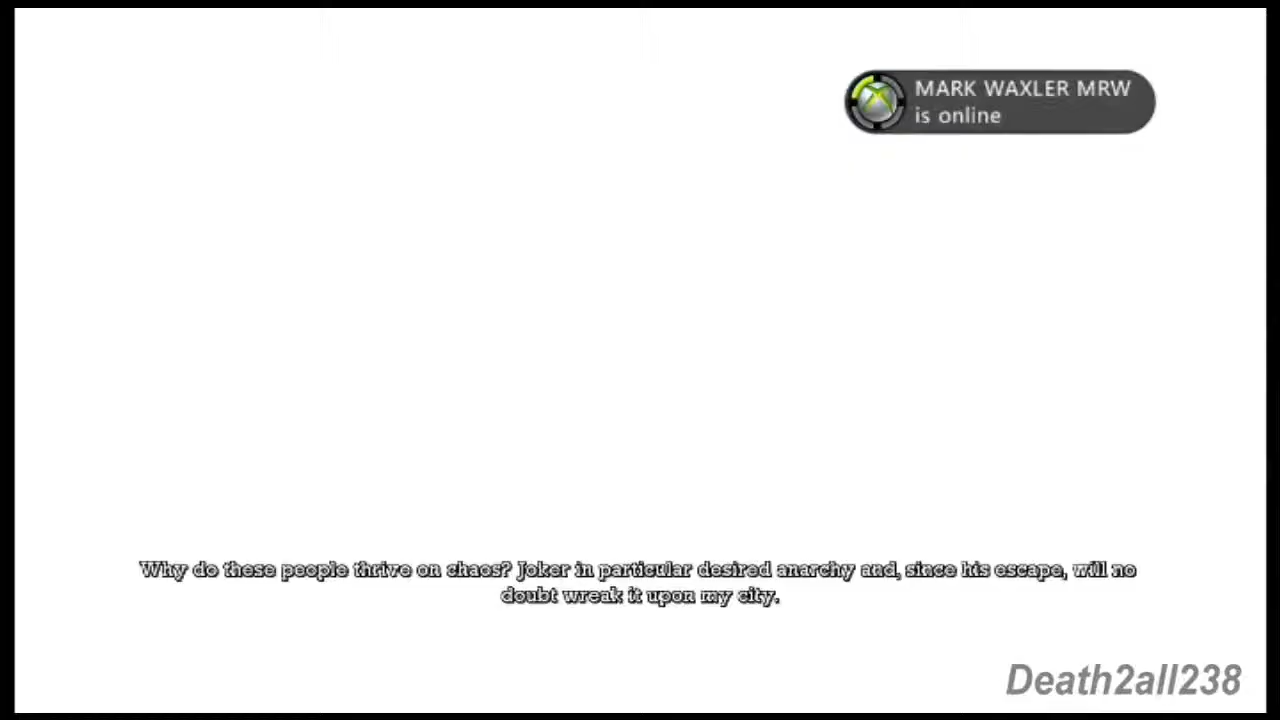 MARK WAXLER MRW
is online
Why do these people thrive on chaos? Joker in particular desired anarchy and, since his escape, will no
doubt wreak it upon my city.
Death2all238